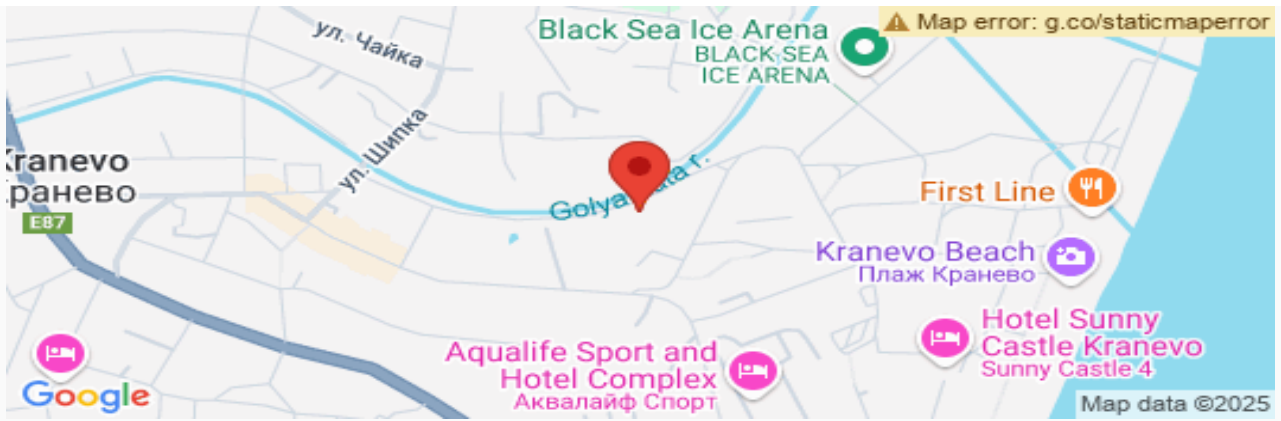 Map error: g.co/staticmaperror
ул. Чайка
Black Sea Ice Arena
BLACK SEA
ICE ARENA
ул. Шипка
Kranevo
Кранево
E87
r.
First Line
Kranevo Beach
Плаж Кранево
Hotel Sunny
Castle Kranevo
Sunny Castle 4
Aqualife Sport and
Hotel Complex
Аквалайф Спорт
Google
Map data ©2025